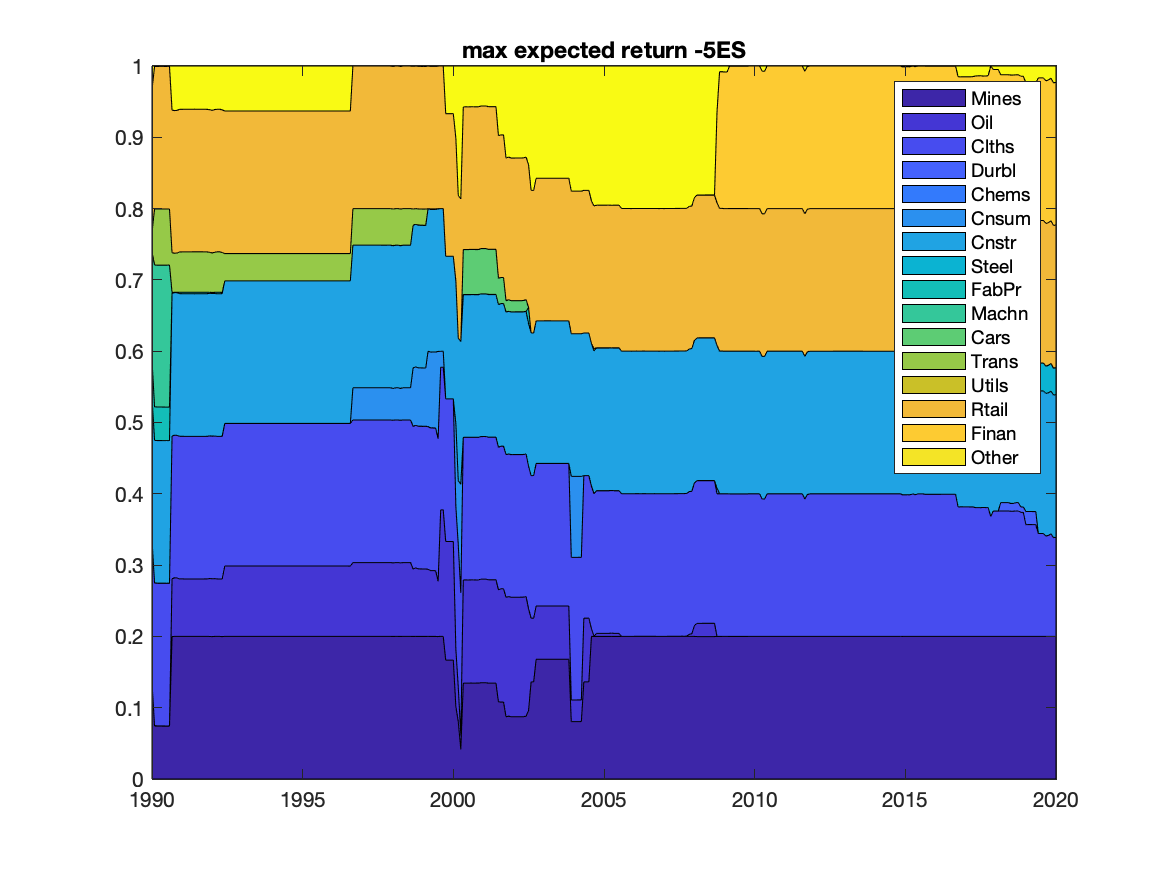 max expected return -5ES
1
0.9
0.8
0.7
0.6
0.5
0.4
0.3
0.2
0.1
0
1990 1995 2000 2005 2010 2015 2020
Mines
Oil
Clths
Durbl
Chems
Cnsum
Cnstr
Steel
FabPr
Machn
Cars
Trans
Utils
Rtail
Finan
Other